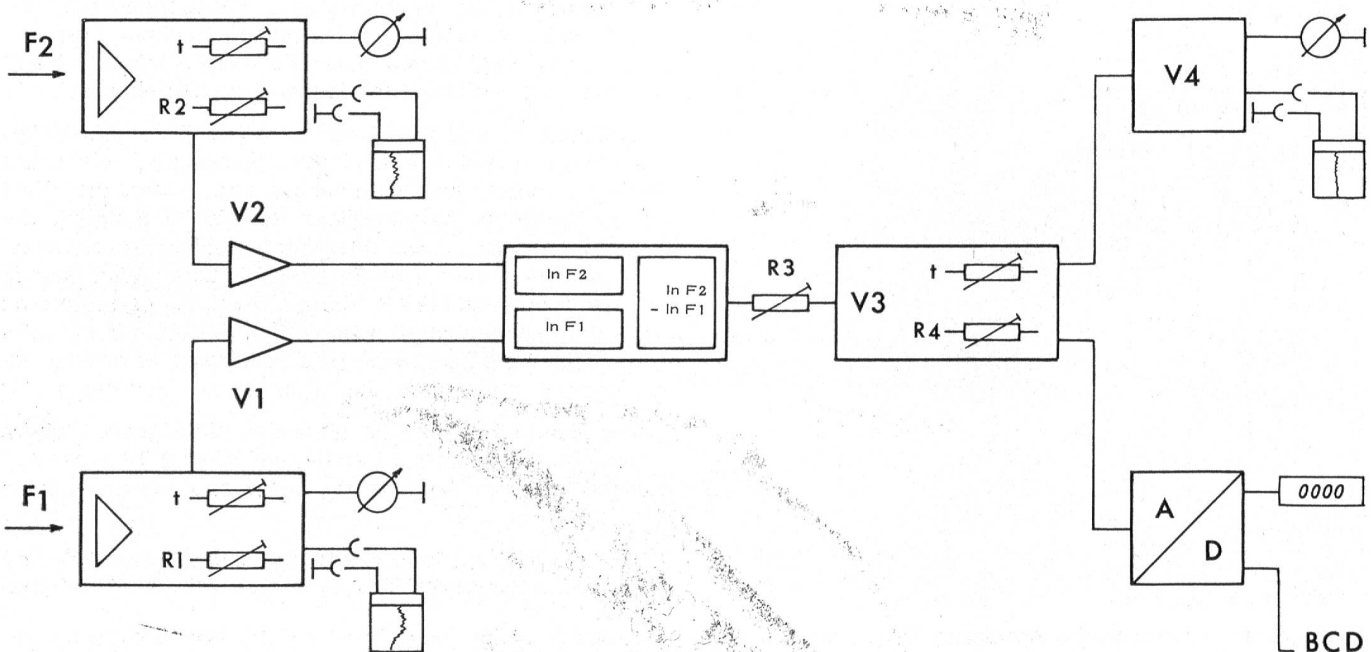 F2
t
R2
V4
V2
ln F2
ln F1
ln F2
- ln F1
R3
V3
t
R4
V1
F1
t
R1
A
D
0000
BCD